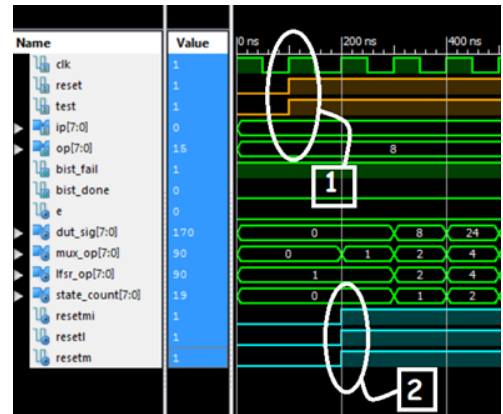 Name Value 0 ns 200 ns 400 ns
clk 1
reset 1
test 1
ip[7:0] 0
op[7:0] 15 8
bist_fail 1
bist_done 0
e 0
dut_sig[7:0] 170 0 8 24
mux_op[7:0] 90 0 1 2 4
lfsr_op[7:0] 90 1 2 4
state_count[7:0] 19 0 1 2
resetmi 1
resetl 1
resetm 1
1
2